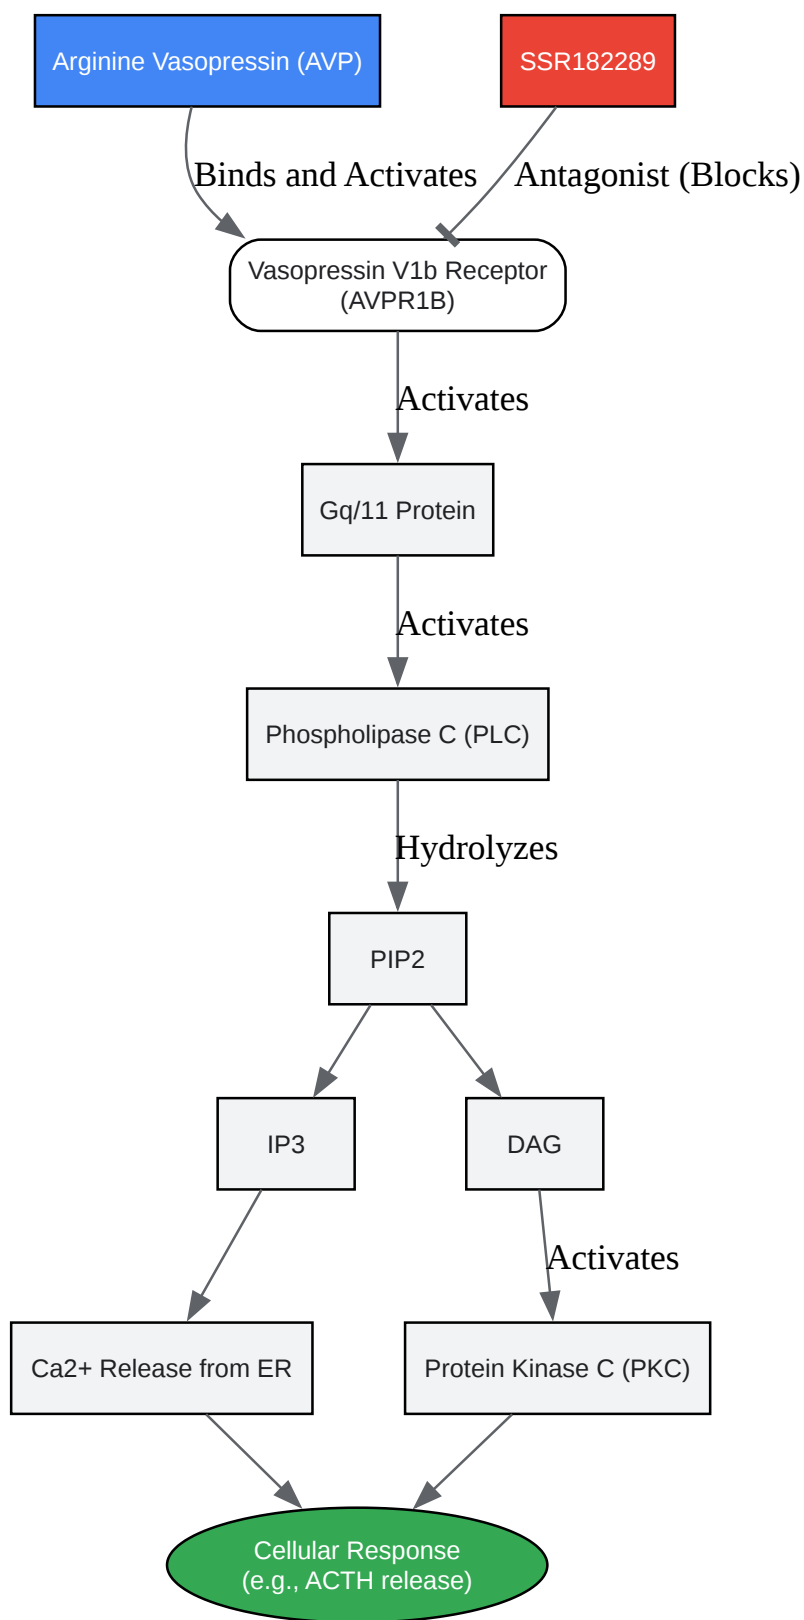 Arginine Vasopressin (AVP)
SSR182289
Binds and Activates
Antagonist (Blocks)
Vasopressin V1b Receptor
(AVPR1B)
Activates
Gq/11 Protein
Activates
Phospholipase C (PLC)
Hydrolyzes
PIP2
IP3
DAG
Activates
Ca2+ Release from ER
Protein Kinase C (PKC)
Cellular Response
(e.g., ACTH release)